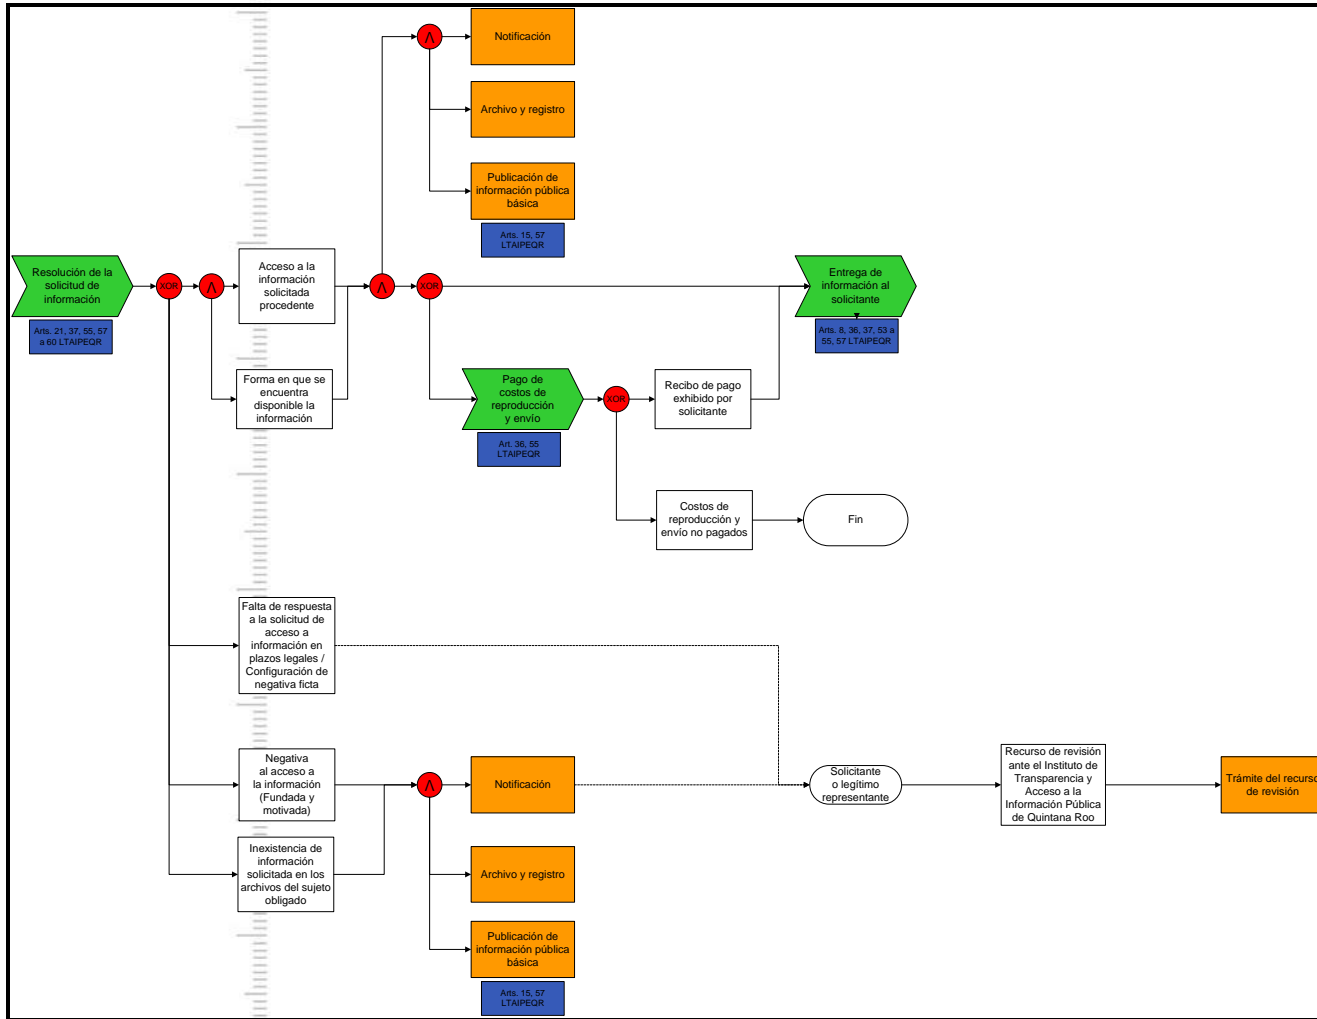 Notificación
Archivo y registro
Publicación de
información pública
básica
Arts. 15, 57
LTAIPEQR
Resolución de la
solicitud de
información
Arts. 21, 37, 55, 57
a 60 LTAIPEQR
XOR
Λ
Acceso a la
información
solicitada
procedente
Λ
Λ
XOR
Entrega de
información al
solicitante
Arts. 8, 36, 37, 53 a
55, 57 LTAIPEQR
Forma en que se
encuentra
disponible la
información
Pago de
costos de
reproducción
y envío
Art. 36, 55
LTAIPEQR
XOR
Recibo de pago
exhibido por
solicitante
Costos de
reproducción y
envío no pagados
Fin
Falta de respuesta
a la solicitud de
acceso a
información en
plazos legales /
Configuración de
negativa ficta
Negativa
al acceso a
la información
(Fundada y
motivada)
Λ
Notificación
Solicitante
o legítimo
representante
Recurso de revisión
ante el Instituto de
Transparencia y
Acceso a la
Información Pública
de Quintana Roo
Trámite del recurso
de revisión
Inexistencia de
información
solicitada en los
archivos del sujeto
obligado
Archivo y registro
Publicación de
información pública
básica
Arts. 15, 57
LTAIPEQR